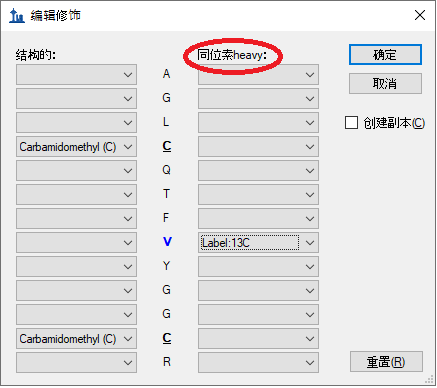 编辑修饰
结构的:
同位素heavy:
确定
A
取消
G
L
创建副本(C)
Carbamidomethyl (C)
C
Q
T
F
V
Label:13C
Y
G
G
Carbamidomethyl (C)
C
R
重置(R)